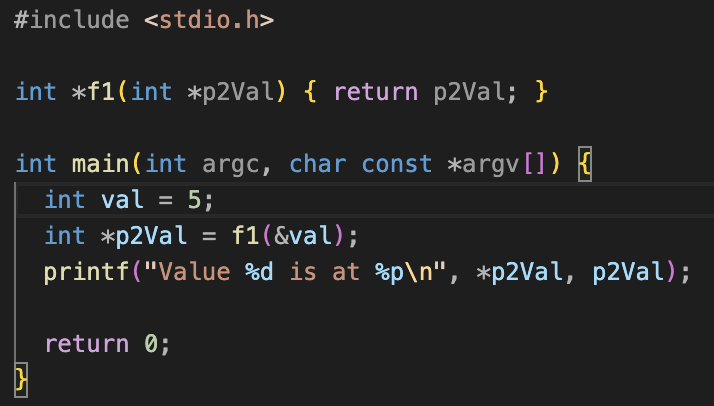 #include <stdio.h>

int *f1(int *p2Val) { return p2Val; }

int main(int argc, char const *argv[]) {
  int val = 5;
  int *p2Val = f1(&val);
  printf("Value %d is at %p\n", *p2Val, p2Val);

  return 0;
}